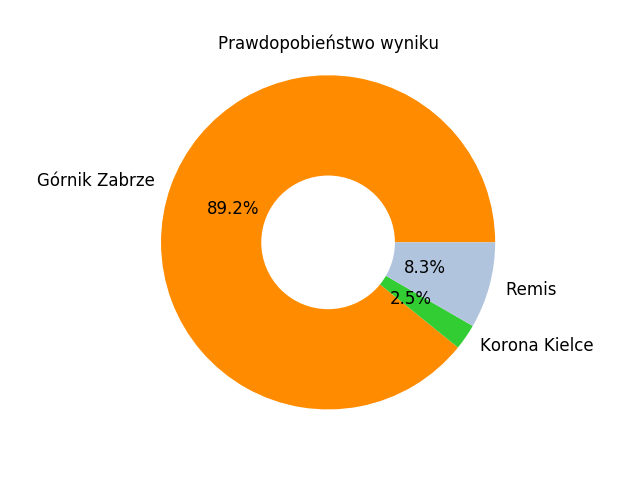 Prawdopobieństwo wyniku
Górnik Zabrze
89.2%
8.3%
Remis
2.5%
Korona Kielce